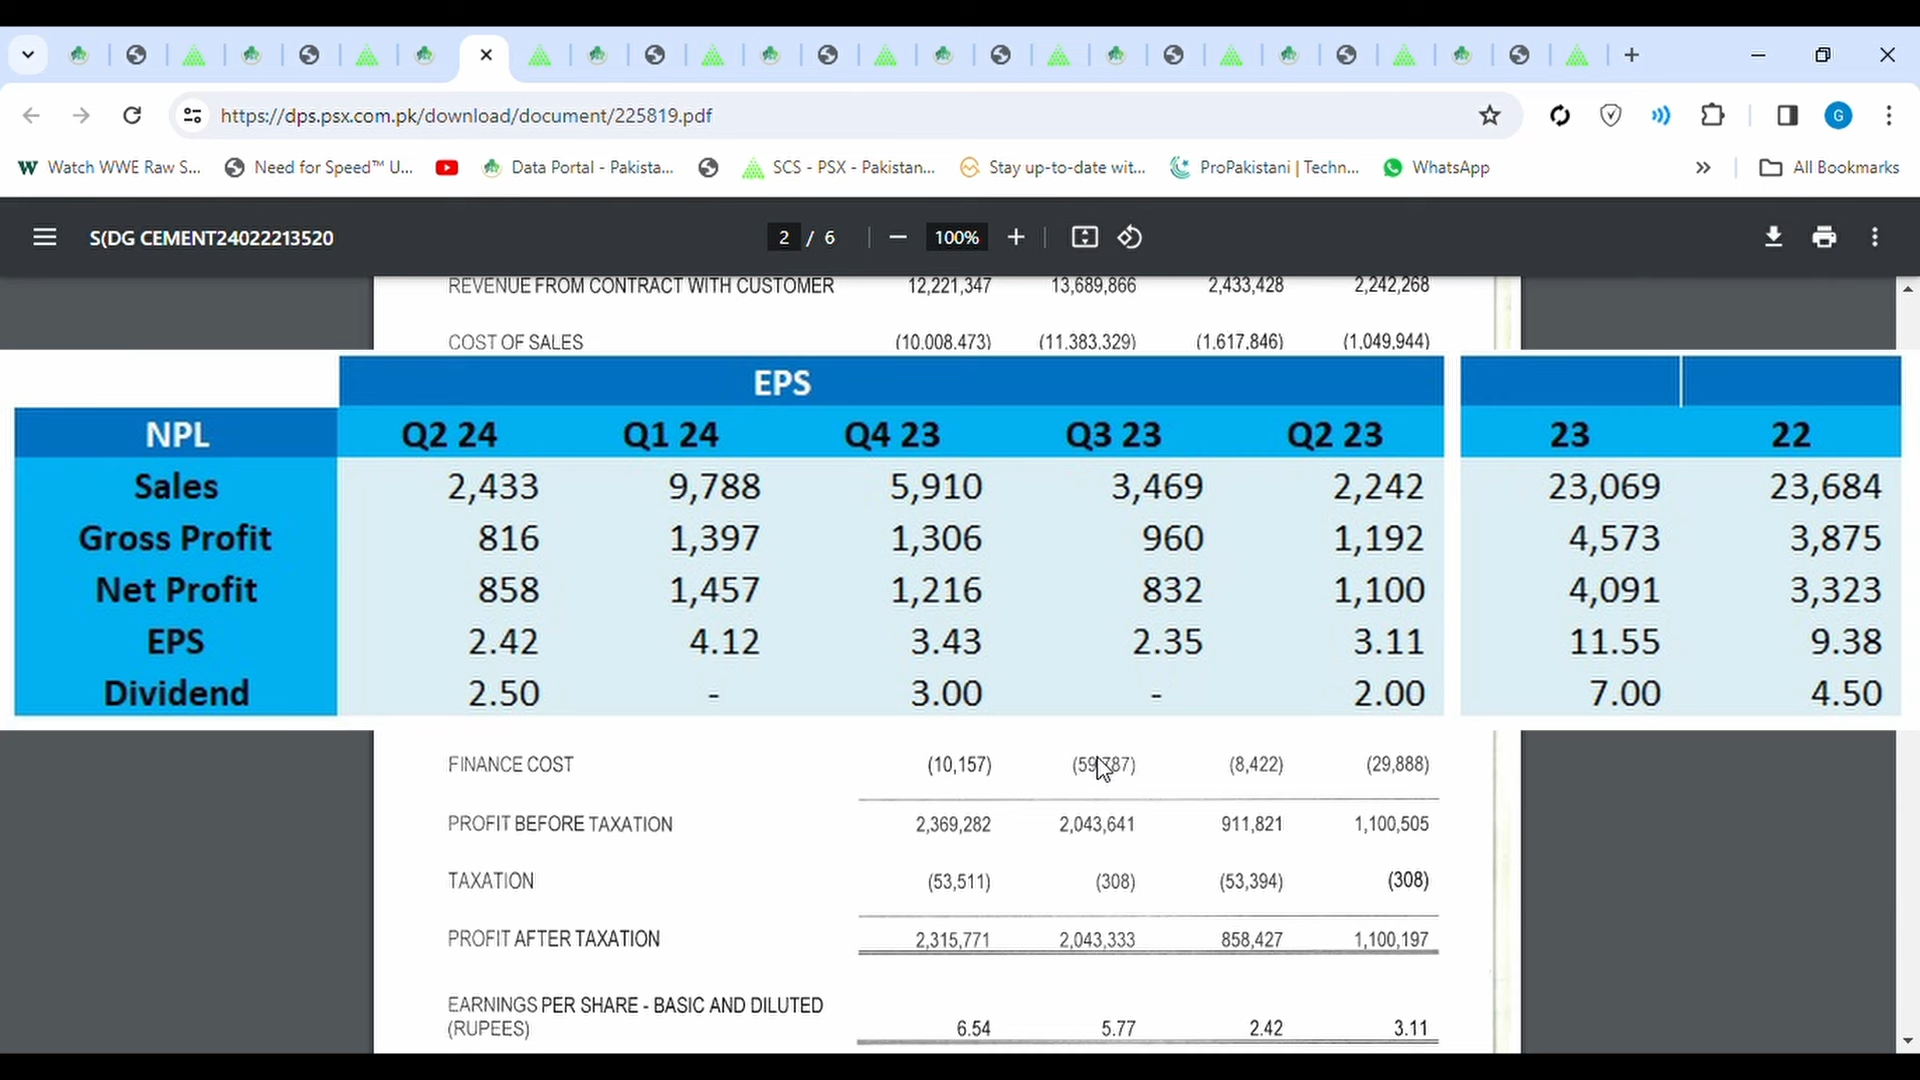 https://dps.psx.com.pk/download/document/225819.pdf
G
W Watch WWE Raw S... Need for Speed™ U... Data Portal - Pakista... SCS - PSX - Pakistan... Stay up-to-date wit... ProPakistani | Techn... WhatsApp » All Bookmarks
S(DG CEMENT24022213520 2 / 6 100%
REVENUE FROM CONTRACT WITH CUSTOMER 12,221,347 13,689,866 2,433,428 2,242,268
COST OF SALES (10,008,473) (11,383,329) (1,617,846) (1,049,944)
EPS
NPL Q2 24 Q1 24 Q4 23 Q3 23 Q2 23 23 22
Sales 2,433 9,788 5,910 3,469 2,242 23,069 23,684
Gross Profit 816 1,397 1,306 960 1,192 4,573 3,875
Net Profit 858 1,457 1,216 832 1,100 4,091 3,323
EPS 2.42 4.12 3.43 2.35 3.11 11.55 9.38
Dividend 2.50 - 3.00 - 2.00 7.00 4.50
FINANCE COST (10,157) (59,787) (8,422) (29,888)
PROFIT BEFORE TAXATION 2,369,282 2,043,641 911,821 1,100,505
TAXATION (53,511) (308) (53,394) (308)
PROFIT AFTER TAXATION 2,315,771 2,043,333 858,427 1,100,197
EARNINGS PER SHARE - BASIC AND DILUTED
(RUPEES) 6.54 5.77 2.42 3.11